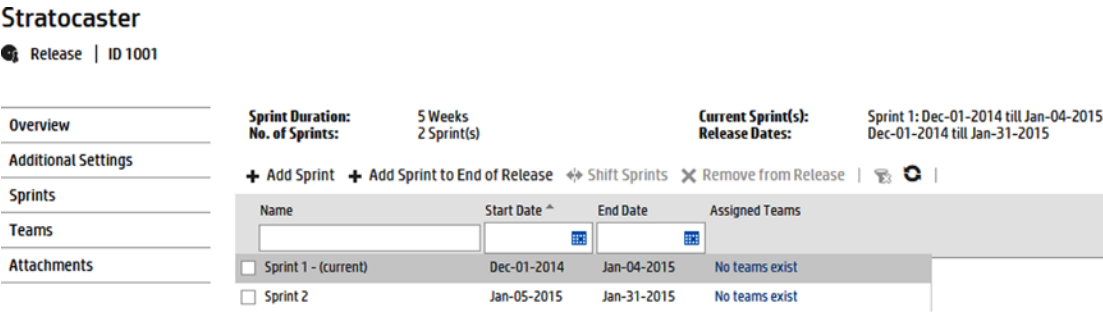 Stratocaster
Release | ID 1001
Overview
Additional Settings
Sprints
Teams
Attachments
Sprint Duration: 5 Weeks Current Sprint(s): Sprint 1: Dec-01-2014 till Jan-04-2015
No. of Sprints: 2 Sprint(s) Release Dates: Dec-01-2014 till Jan-31-2015
Add Sprint Add Sprint to End of Release Shift Sprints Remove from Release
Name Start Date End Date Assigned Teams
Sprint 1 - (current) Dec-01-2014 Jan-04-2015 No teams exist
Sprint 2 Jan-05-2015 Jan-31-2015 No teams exist